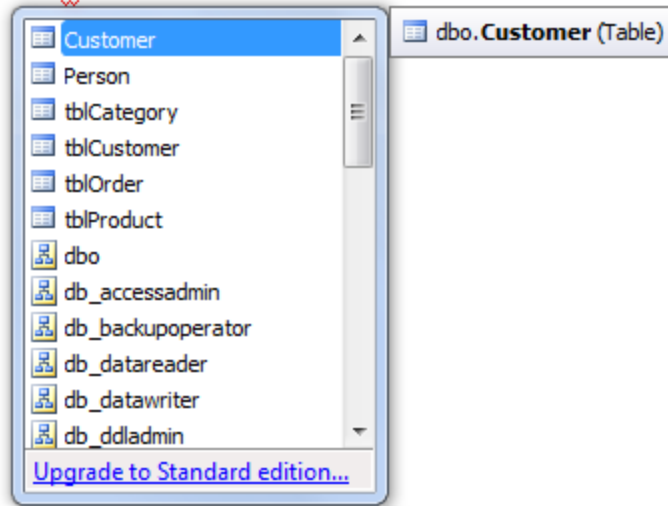 Customer
dbo.Customer (Table)
Person
tblCategory
tblCustomer
tblOrder
tblProduct
dbo
db_accessadmin
db_backupoperator
db_datareader
db_datawriter
db_ddladmin
Upgrade to Standard edition...